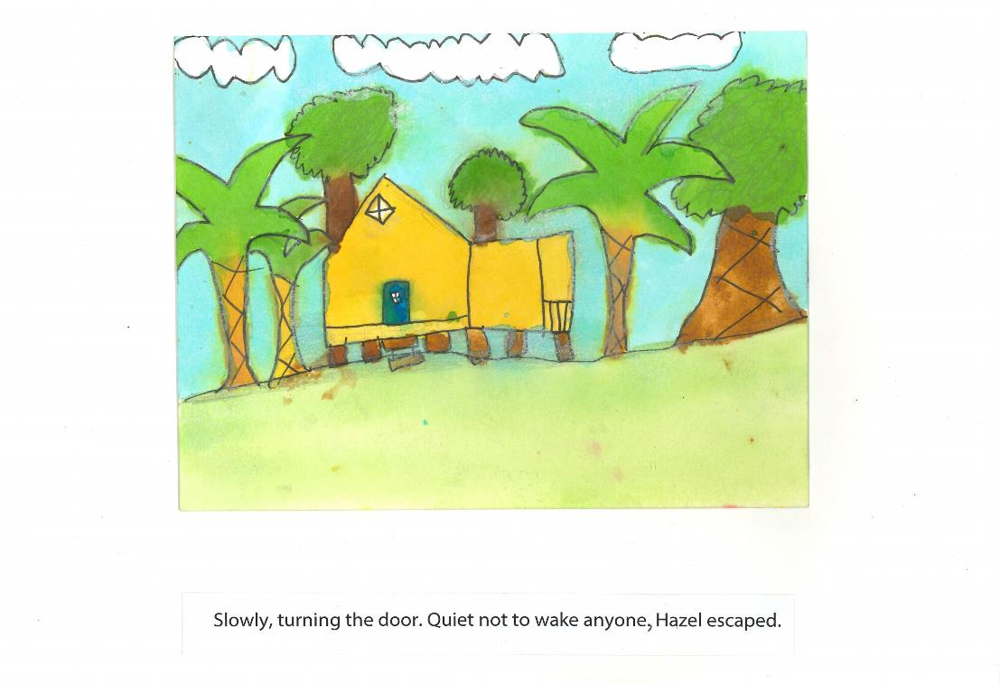 Slowly, turning the door. Quiet not to wake anyone, Hazel escaped.